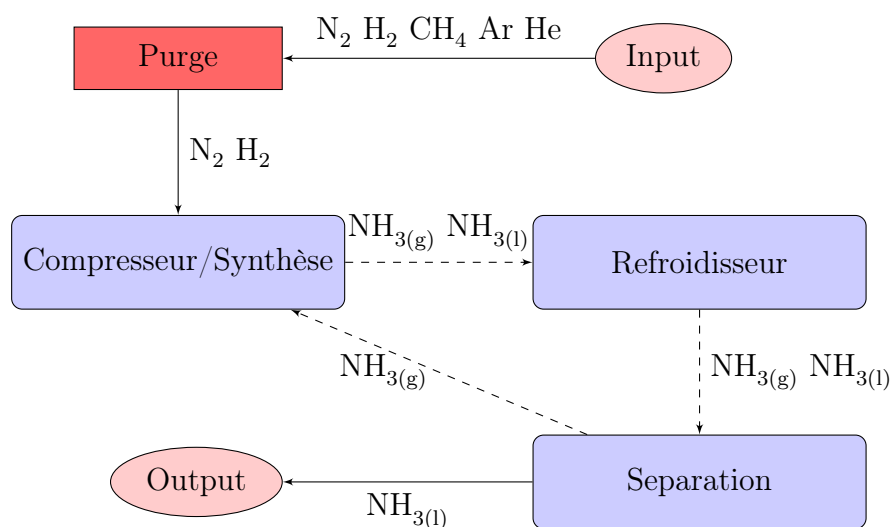 N₂ H₂ CH₄ Ar He
Purge
Input
N₂ H₂
NH₃₍g₎ NH₃₍l₎
Compresseur/Synthèse
Refroidisseur
NH₃₍g₎
NH₃₍g₎ NH₃₍l₎
Output
Separation
NH₃₍l₎